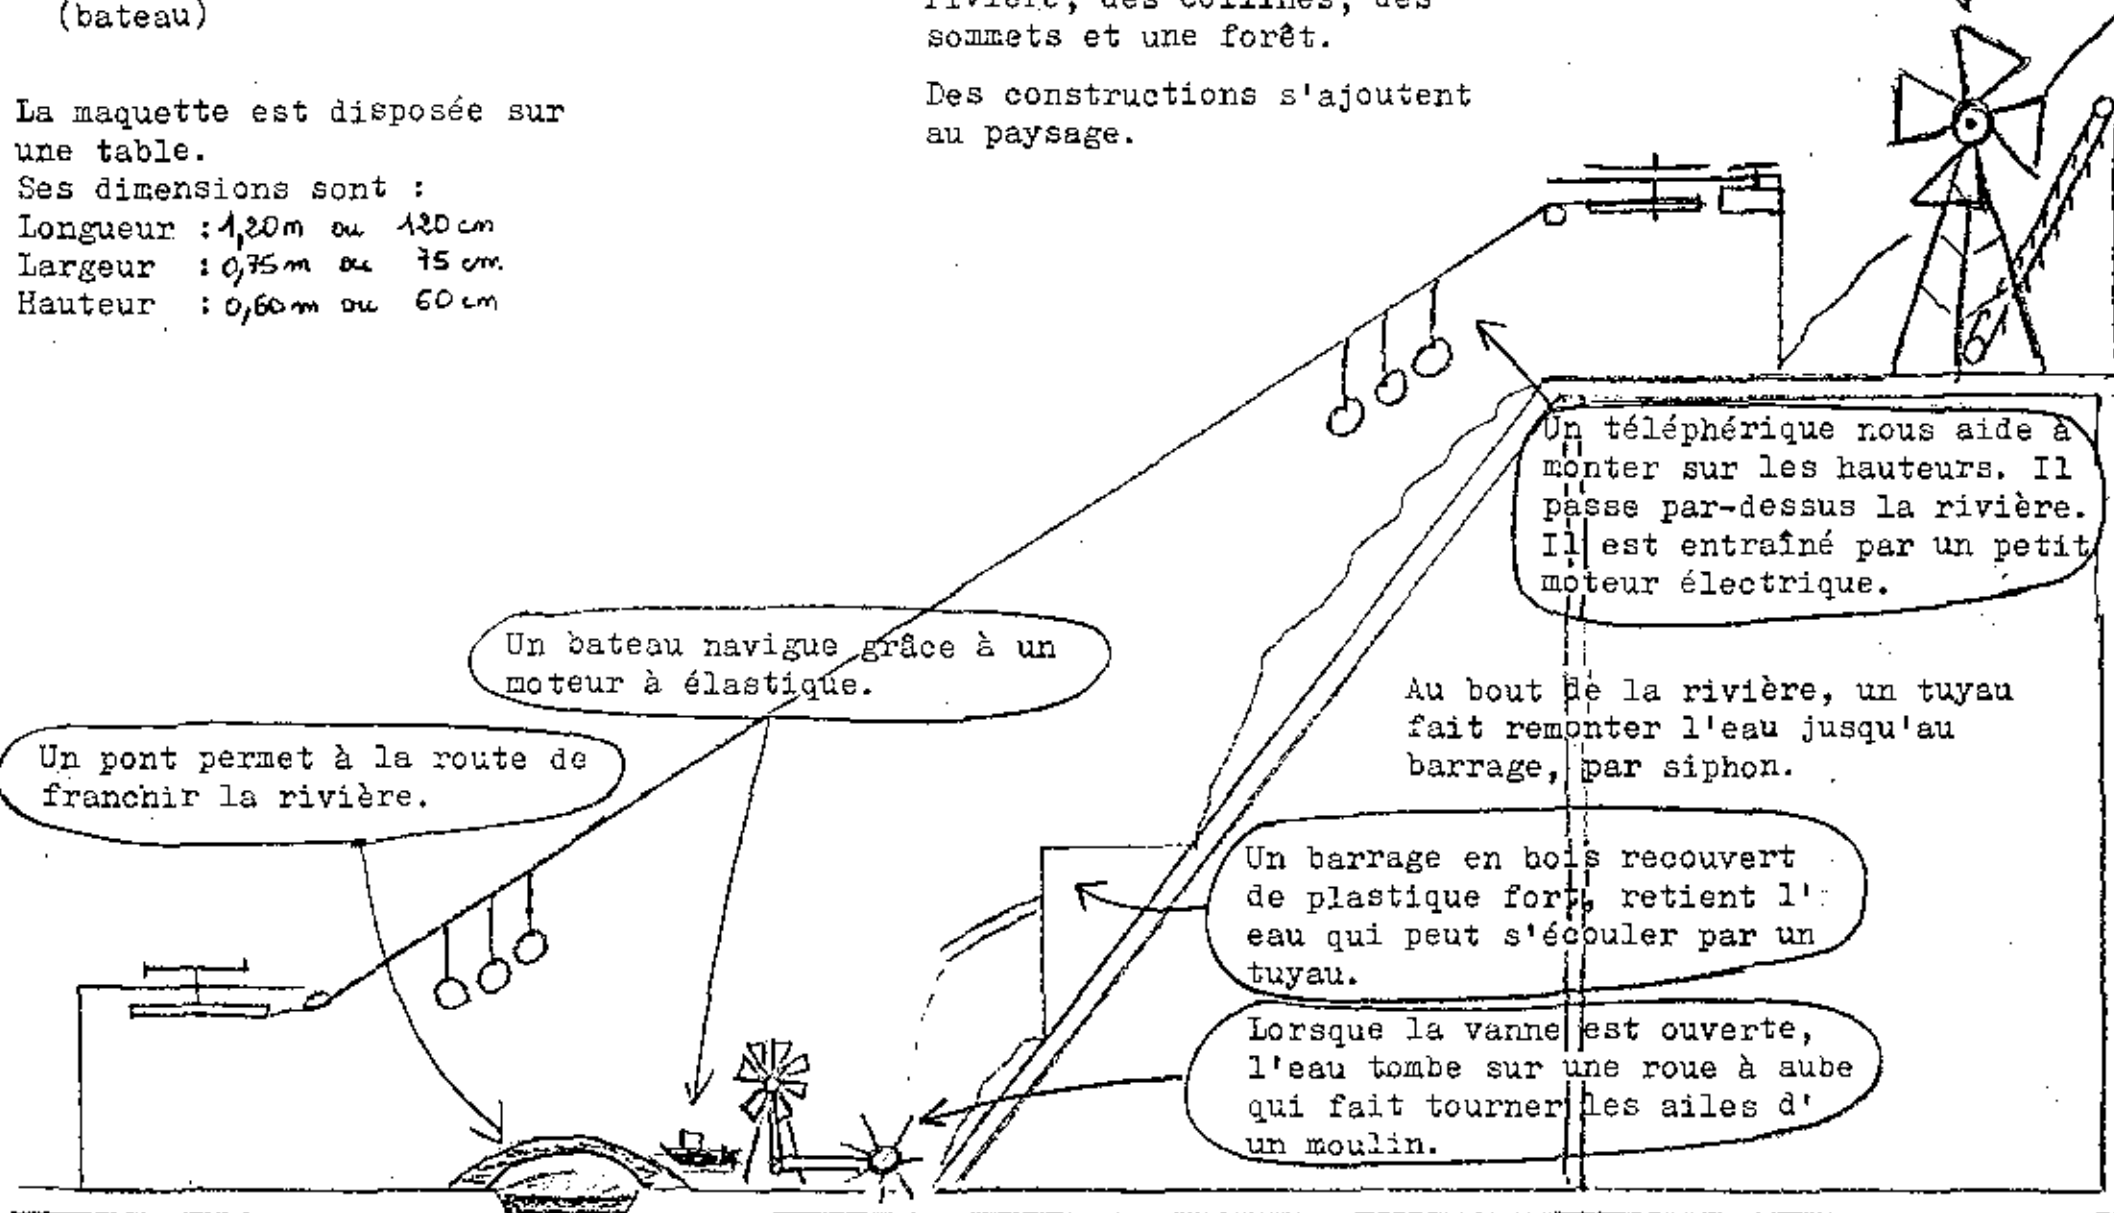 (bateau)
La maquette est disposée sur
une table.
Ses dimensions sont :
Longueur : 1,20m ou 120 cm
Largeur : 0,75m ou 75 cm.
Hauteur : 0,60m ou 60 cm
rivière, des collines, des
sommets et une forêt.
Des constructions s'ajoutent
au paysage.
Un téléphérique nous aide à
monter sur les hauteurs. Il
passe par-dessus la rivière.
Il est entraîné par un petit
moteur électrique.
Un bateau navigue grâce à un
moteur à élastique.
Un pont permet à la route de
franchir la rivière.
Au bout de la rivière, un tuyau
fait remonter l'eau jusqu'au
barrage, par siphon.
Un barrage en bois recouvert
de plastique fort, retient l'
eau qui peut s'écouler par un
tuyau.
Lorsque la vanne est ouverte,
l'eau tombe sur une roue à aube
qui fait tourner les ailes d'
un moulin.